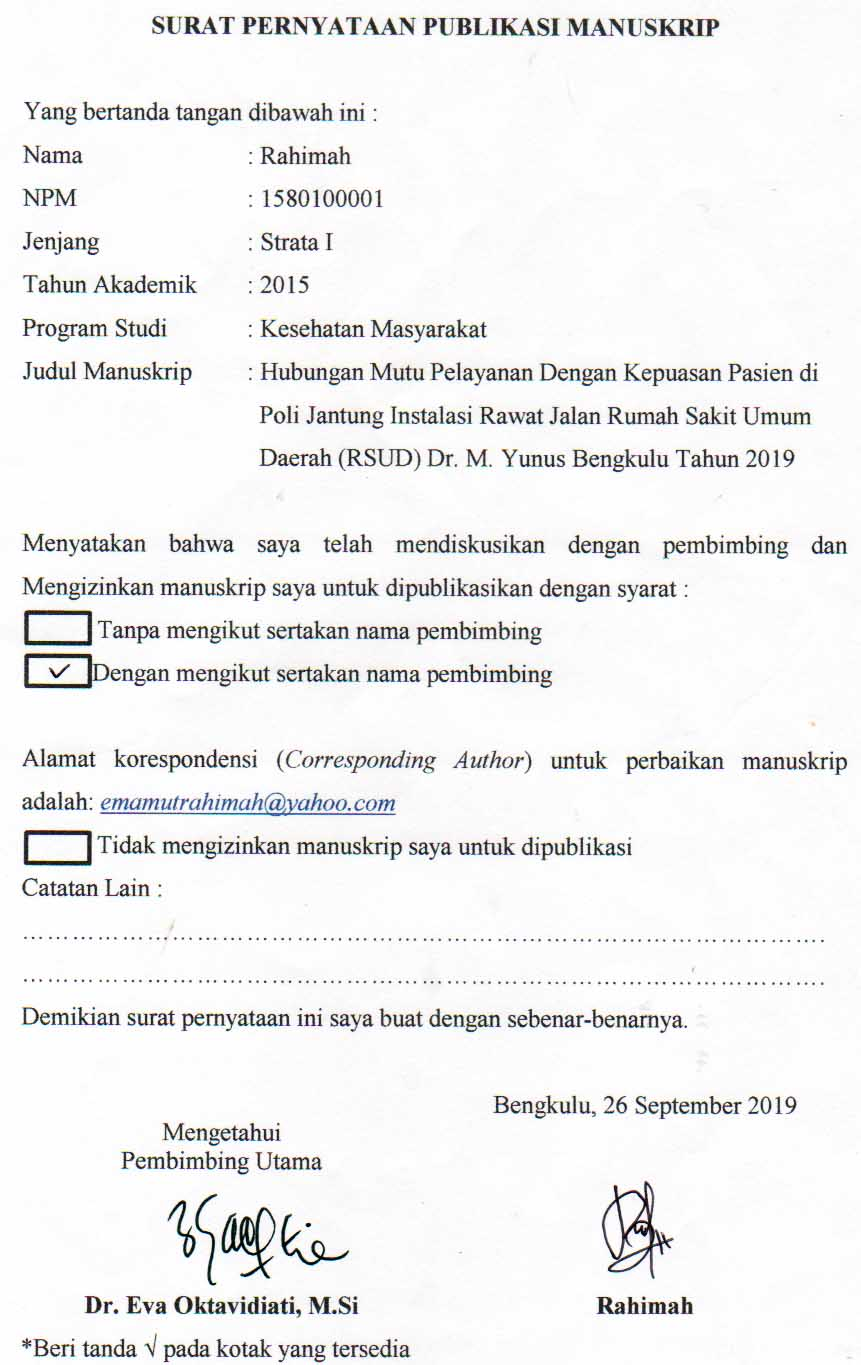 SURAT PERNYATAAN PUBLIKASI MANUSKRIP
Yang bertanda tangan dibawah ini :
Nama : Rahimah
NPM : 1580100001
Jenjang : Strata I
Tahun Akademik : 2015
Program Studi : Kesehatan Masyarakat
Judul Manuskrip : Hubungan Mutu Pelayanan Dengan Kepuasan Pasien di
Poli Jantung Instalasi Rawat Jalan Rumah Sakit Umum
Daerah (RSUD) Dr. M. Yunus Bengkulu Tahun 2019
Menyatakan bahwa saya telah mendiskusikan dengan pembimbing dan
Mengizinkan manuskrip saya untuk dipublikasikan dengan syarat :
Tanpa mengikut sertakan nama pembimbing
✓ Dengan mengikut sertakan nama pembimbing
Alamat korespondensi (Corresponding Author) untuk perbaikan manuskrip
adalah: emamutrahimah@yahoo.com
Tidak mengizinkan manuskrip saya untuk dipublikasi
Catatan Lain :
……………………………………………………………………………………….
……………………………………………………………………………………….
Demikian surat pernyataan ini saya buat dengan sebenar-benarnya.
Bengkulu, 26 September 2019
Mengetahui
Pembimbing Utama
Dr. Eva Oktavidiati, M.Si Rahimah
*Beri tanda √ pada kotak yang tersedia